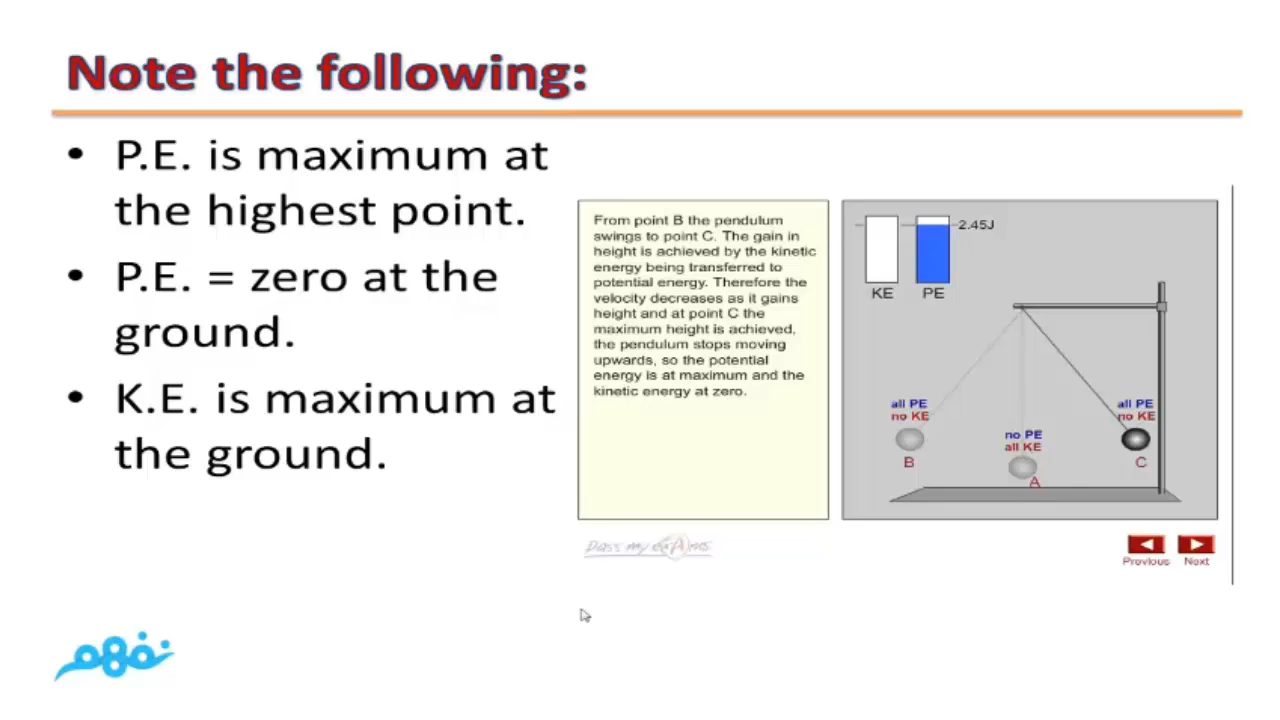 Note the following:
• P.E. is maximum at
the highest point.
• P.E. = zero at the
ground.
• K.E. is maximum at
the ground.
From point B the pendulum
swings to point C. The gain in
height is achieved by the kinetic
energy being transferred to
potential energy. Therefore the
velocity decreases as it gains
height and at point C the
maximum height is achieved,
the pendulum stops moving
upwards, so the potential
energy is at maximum and the
kinetic energy at zero.
2.45J
KE PE
all PE
no KE
B
no PE
all KE
A
all PE
no KE
C
pass my exAms
Previous Next
نفهم